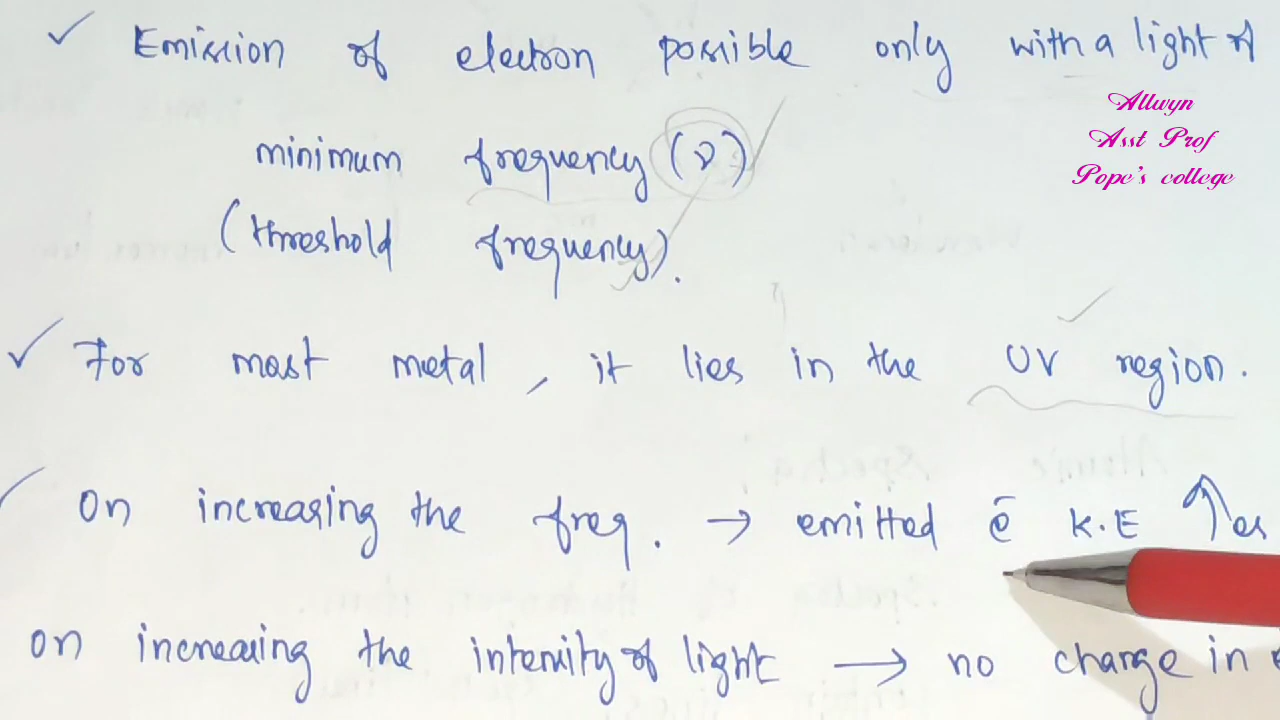 ✓ Emission of electron possible only with a light of
Allwyn
Asst Prof
Pope's college
minimum frequency (ν)
(threshold frequency).
✓ For most metal, it lies in the UV region.
✓ On increasing the freq. → emitted ē K.E ↑es
on increasing the intensity of light → no change in